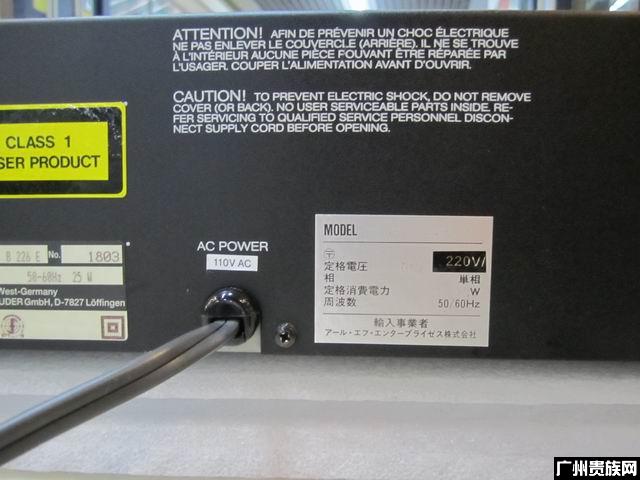 ATTENTION! AFIN DE PRÉVENIR UN CHOC ÉLECTRIQUE
NE PAS ENLEVER LE COUVERCLE (ARRIÈRE). IL NE SE TROUVE
À L'INTÉRIEUR AUCUNE PIÈCE POUVANT ÊTRE RÉPARÉE PAR
L'USAGER. COUPER L'ALIMENTATION AVANT D'OUVRIR.
CAUTION! TO PREVENT ELECTRIC SHOCK, DO NOT REMOVE
COVER (OR BACK). NO USER SERVICEABLE PARTS INSIDE. RE-
FER SERVICING TO QUALIFIED SERVICE PERSONNEL DISCON-
NECT SUPPLY CORD BEFORE OPENING.
CLASS 1
SER PRODUCT
B 226 E No. 1803
50-60Hz 25 W
West-Germany
UDER GmbH, D-7827 Löffingen
AC POWER
110V AC
MODEL
〒
定格電圧 220V/
相 単相
定格消費電力 W
周波数 50/60Hz
輸入事業者
アール・エフ・エンタープライゼス株式会社
广州贵族网